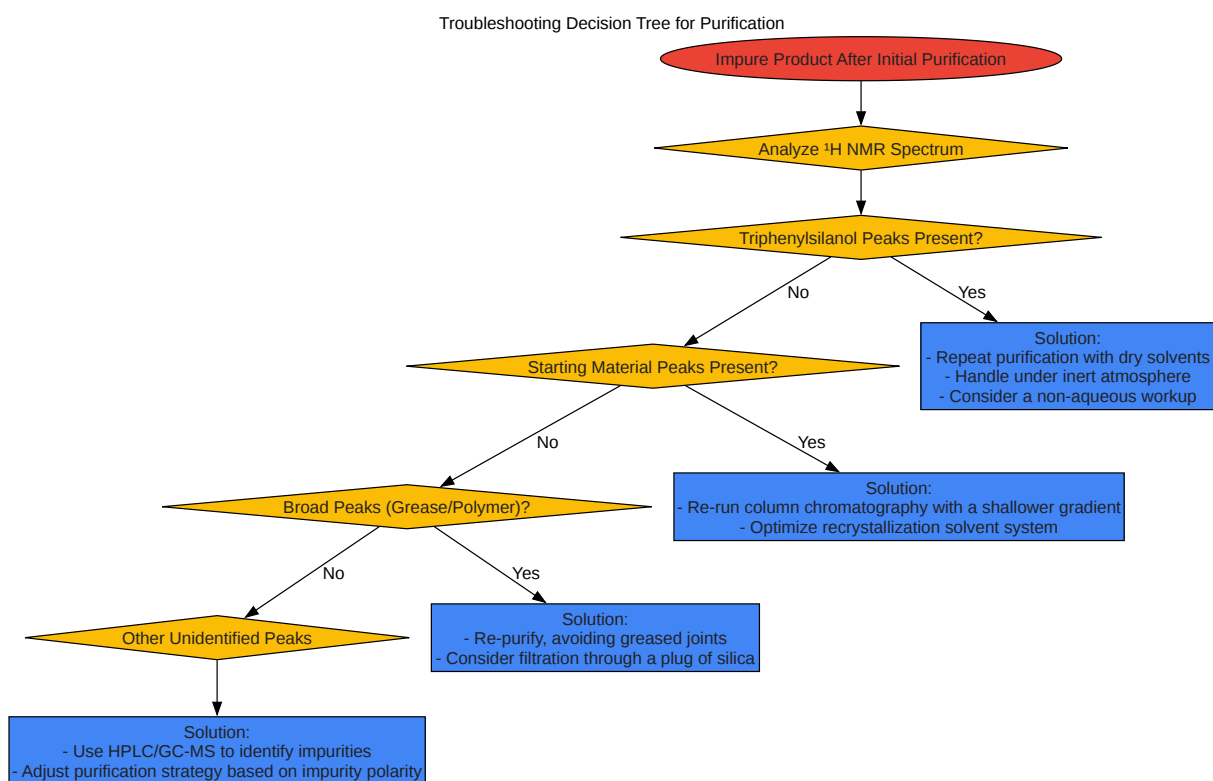 Troubleshooting Decision Tree for Purification
Impure Product After Initial Purification
Analyze ¹H NMR Spectrum
Triphenylsilanol Peaks Present?
No
Yes
Solution:
- Repeat purification with dry solvents
- Handle under inert atmosphere
- Consider a non-aqueous workup
Starting Material Peaks Present?
No
Yes
Solution:
- Re-run column chromatography with a shallower gradient
- Optimize recrystallization solvent system
Broad Peaks (Grease/Polymer)?
No
Yes
Solution:
- Re-purify, avoiding greased joints
- Consider filtration through a plug of silica
Other Unidentified Peaks
Solution:
- Use HPLC/GC-MS to identify impurities
- Adjust purification strategy based on impurity polarity